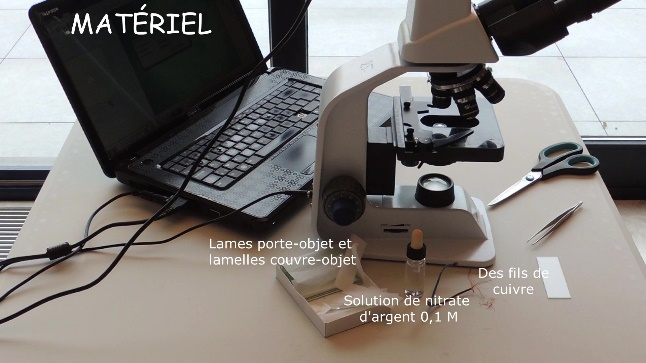 MATÉRIEL
Lames porte-objet et
lamelles couvre-objet
Des fils de
cuivre
Solution de nitrate
d'argent 0,1 M